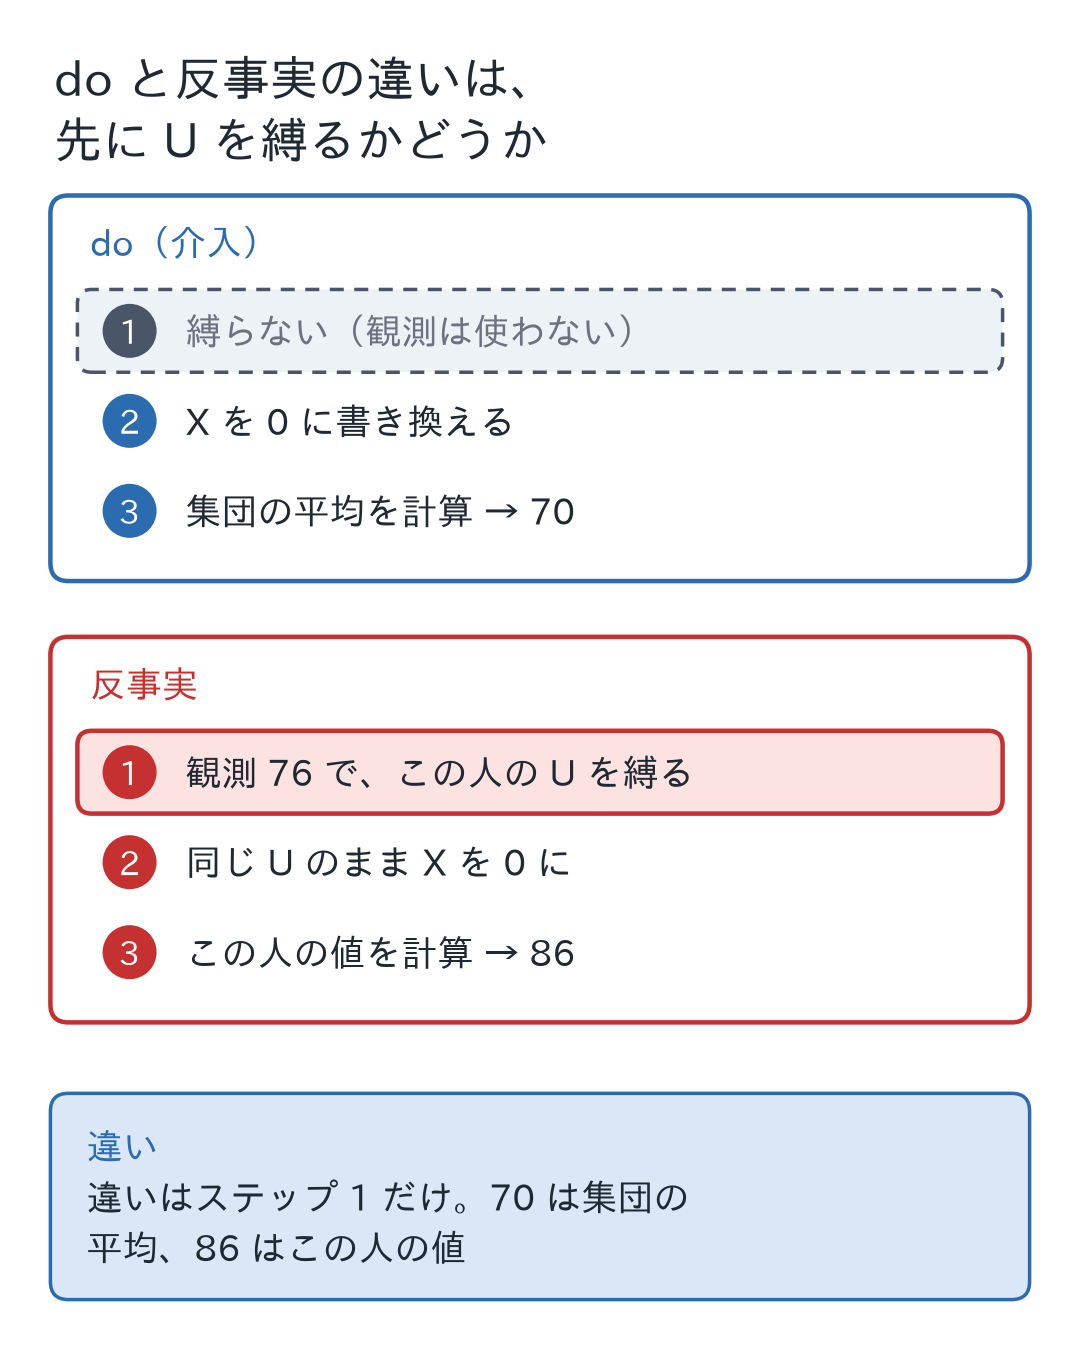 do と反事実の違いは、
先に U を縛るかどうか
do（介入）
1 縛らない（観測は使わない）
2 X を 0 に書き換える
3 集団の平均を計算 → 70
反事実
1 観測 76 で、この人の U を縛る
2 同じ U のまま X を 0 に
3 この人の値を計算 → 86
違い
違いはステップ 1 だけ。70 は集団の
平均、86 はこの人の値